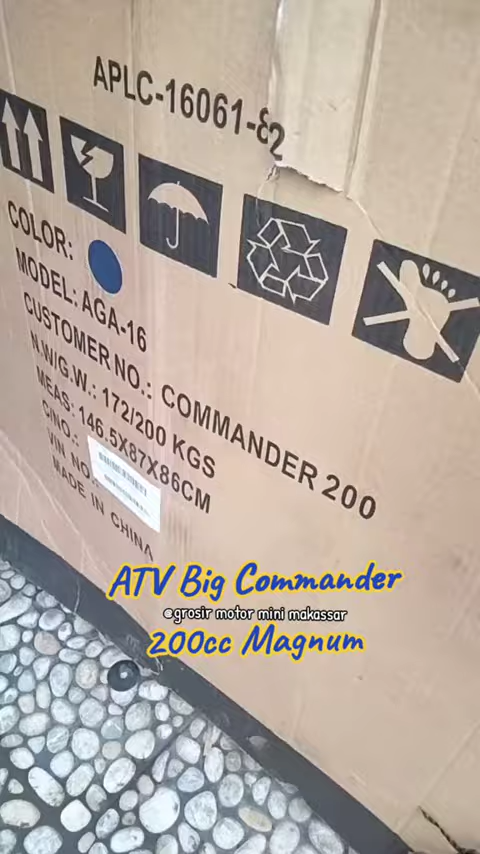 APLC-16061-82
COLOR:
MODEL: AGA-16
CUSTOMER NO.: COMMANDER 200
N.W/G.W.: 172/200 KGS
MEAS: 146.5X87X86CM
C/NO.:
VIN NO.:
MADE IN CHINA
ATV Big Commander
@grosir motor mini makassar
200cc Magnum